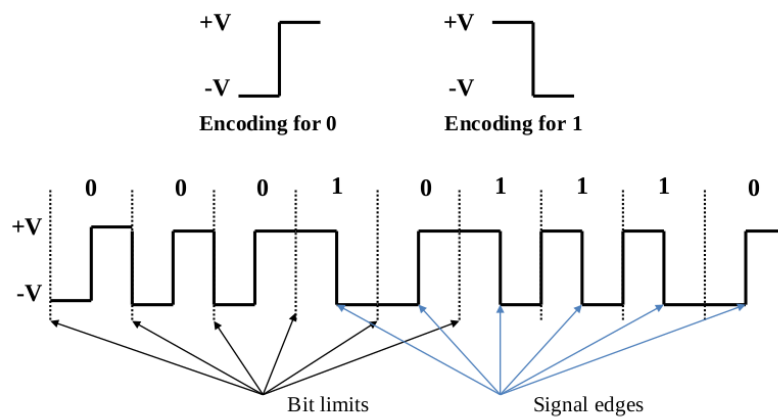 +V +V
-V -V
Encoding for 0 Encoding for 1
0 0 0 1 0 1 1 1 0
+V
-V
Bit limits Signal edges